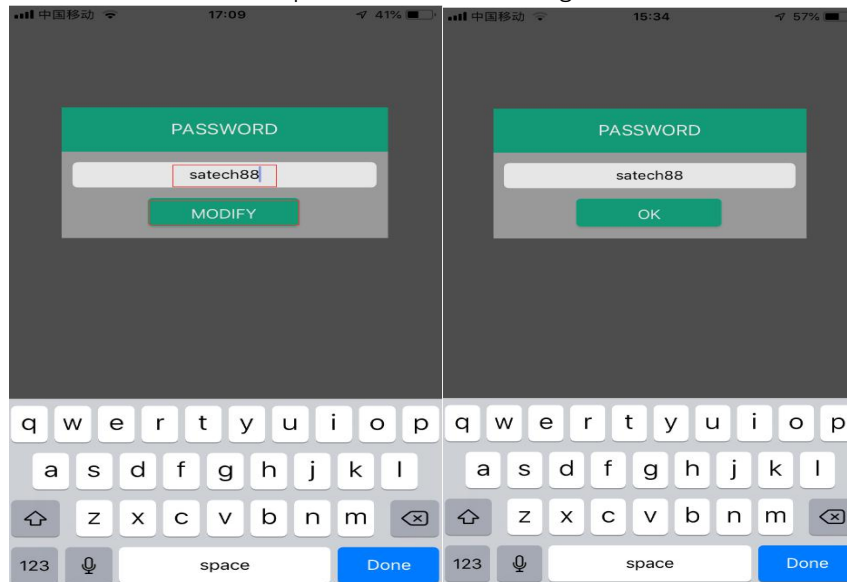 中国移动 17:09 41%
PASSWORD
satech88
MODIFY
q w e r t y u i o p
a s d f g h j k l
z x c v b n m
123 space Done
中国移动 15:34 57%
PASSWORD
satech88
OK
q w e r t y u i o p
a s d f g h j k l
z x c v b n m
123 space Done